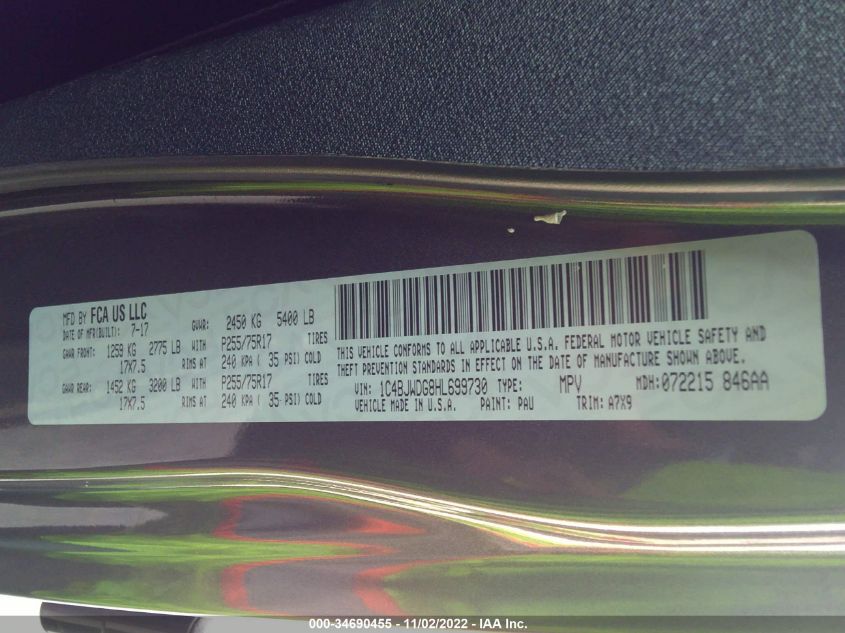 MFD BY FCA US LLC
DATE OF MFR(BUILT): 7-17 GVWR: 2450 KG 5400 LB
GAWR FRONT: 1259 KG 2775 LB WITH P255/75R17 TIRES
17X7.5 RIMS AT 240 KPA ( 35 PSI) COLD
GAWR REAR: 1452 KG 3200 LB WITH P255/75R17 TIRES
17X7.5 RIMS AT 240 KPA ( 35 PSI) COLD
THIS VEHICLE CONFORMS TO ALL APPLICABLE U.S.A. FEDERAL MOTOR VEHICLE SAFETY AND
THEFT PREVENTION STANDARDS IN EFFECT ON THE DATE OF MANUFACTURE SHOWN ABOVE.
VIN: 1C4BJWDG8HL699730 TYPE: MPV MDH: 072215 846AA
VEHICLE MADE IN U.S.A. PAINT: PAU TRIM: A7X9
000-34690455 - 11/02/2022 - IAA Inc.